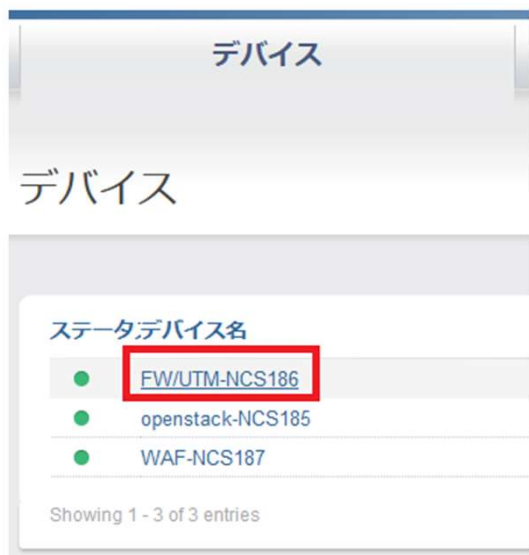 デバイス
デバイス
ステータ:デバイス名
FW/UTM-NCS186
openstack-NCS185
WAF-NCS187
Showing 1 - 3 of 3 entries